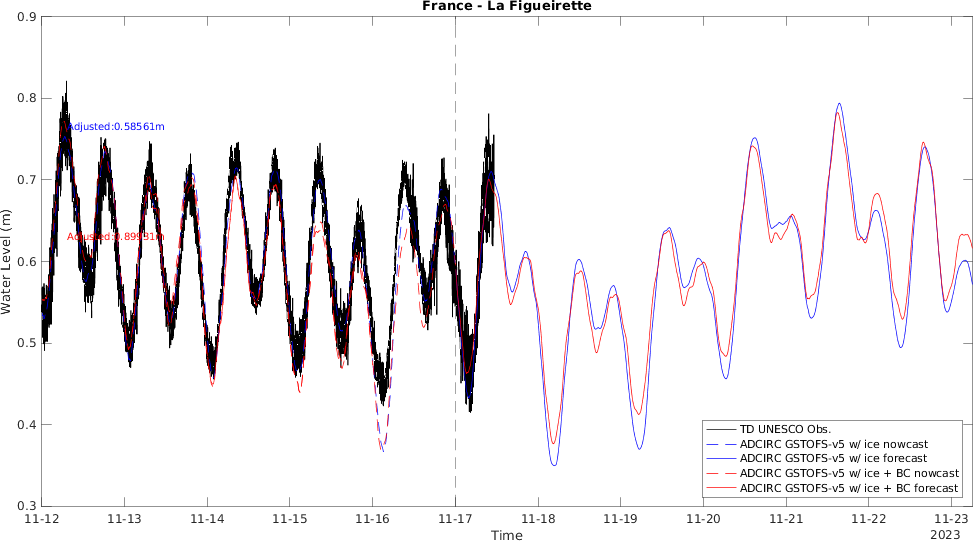 France - La Figueirette
0.9
0.8
0.7
0.6
0.5
0.4
0.3
Water Level (m)
Adjusted:0.58561m
TD UNESCO Obs.
ADCIRC GSTOFS-v5 w/ ice nowcast
ADCIRC GSTOFS-v5 w/ ice forecast
ADCIRC GSTOFS-v5 w/ ice + BC nowcast
ADCIRC GSTOFS-v5 w/ ice + BC forecast
11-12 11-13 11-14 11-15 11-16 11-17 11-18 11-19 11-20 11-21 11-22 11-23
2023
Time